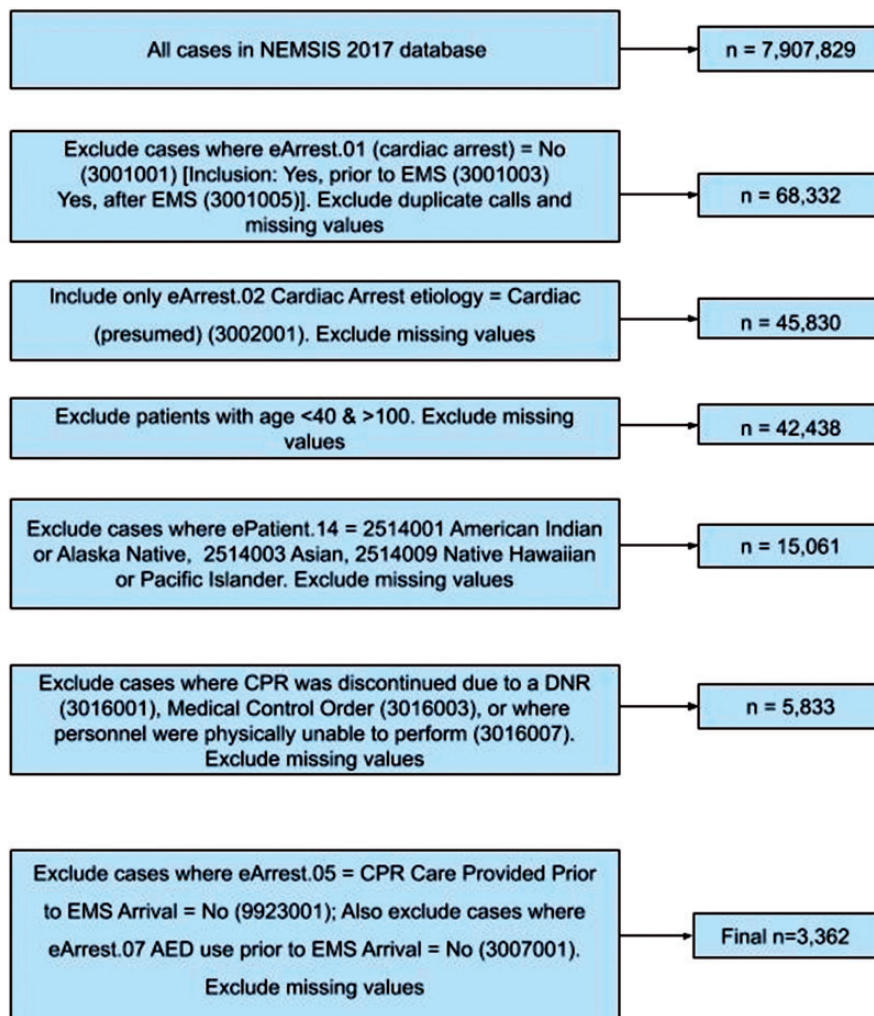 All cases in NEMSIS 2017 database
n = 7,907,829
Exclude cases where eArrest.01 (cardiac arrest) = No
(3001001) [Inclusion: Yes, prior to EMS (3001003)
Yes, after EMS (3001005)]. Exclude duplicate calls and
missing values
n = 68,332
Include only eArrest.02 Cardiac Arrest etiology = Cardiac
(presumed) (3002001). Exclude missing values
n = 45,830
Exclude patients with age <40 & >100. Exclude missing
values
n = 42,438
Exclude cases where ePatient.14 = 2514001 American Indian
or Alaska Native, 2514003 Asian, 2514009 Native Hawaiian
or Pacific Islander. Exclude missing values
n = 15,061
Exclude cases where CPR was discontinued due to a DNR
(3016001), Medical Control Order (3016003), or where
personnel were physically unable to perform (3016007).
Exclude missing values
n = 5,833
Exclude cases where eArrest.05 = CPR Care Provided Prior
to EMS Arrival = No (9923001); Also exclude cases where
eArrest.07 AED use prior to EMS Arrival = No (3007001).
Exclude missing values
Final n=3,362